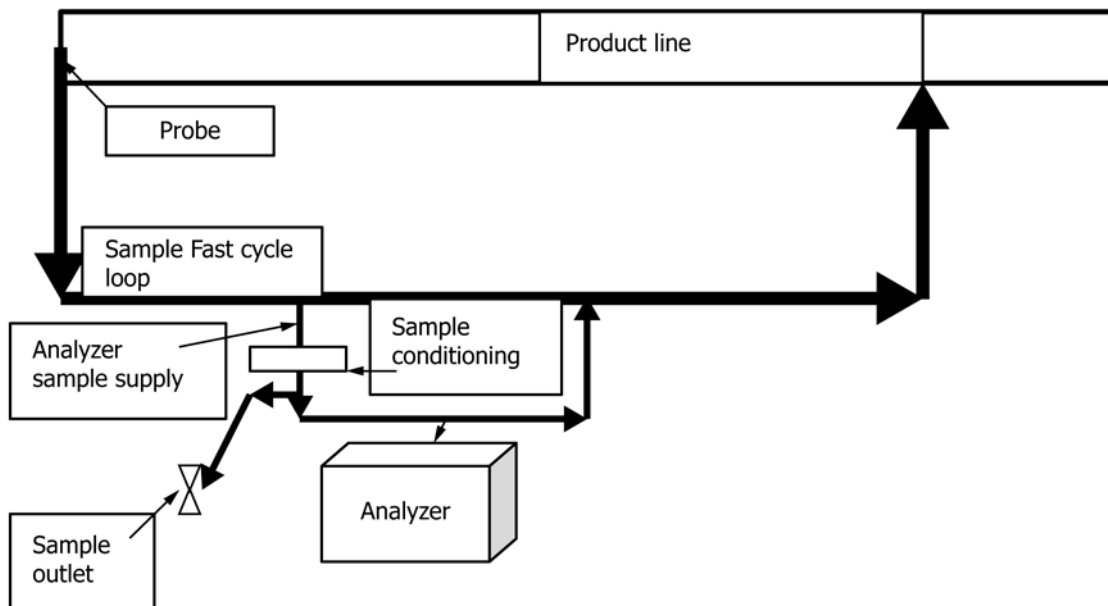 Product line
Probe
Sample Fast cycle
loop
Analyzer
sample supply
Sample
conditioning
Analyzer
Sample
outlet